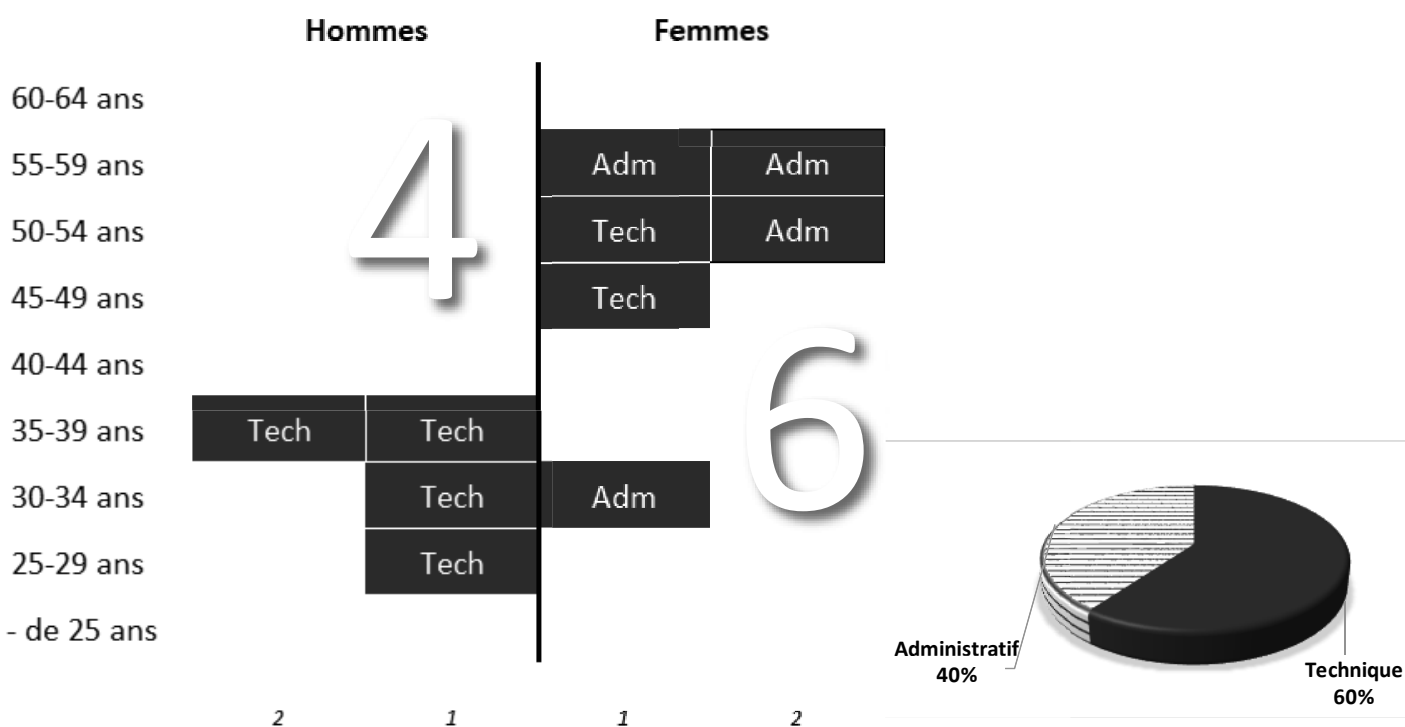 Hommes Femmes
60-64 ans
4
55-59 ans Adm Adm
50-54 ans Tech Adm
45-49 ans Tech
40-44 ans
6
35-39 ans Tech Tech
30-34 ans Tech Adm
25-29 ans Tech
- de 25 ans
2 1 1 2
Administratif
40%
Technique
60%